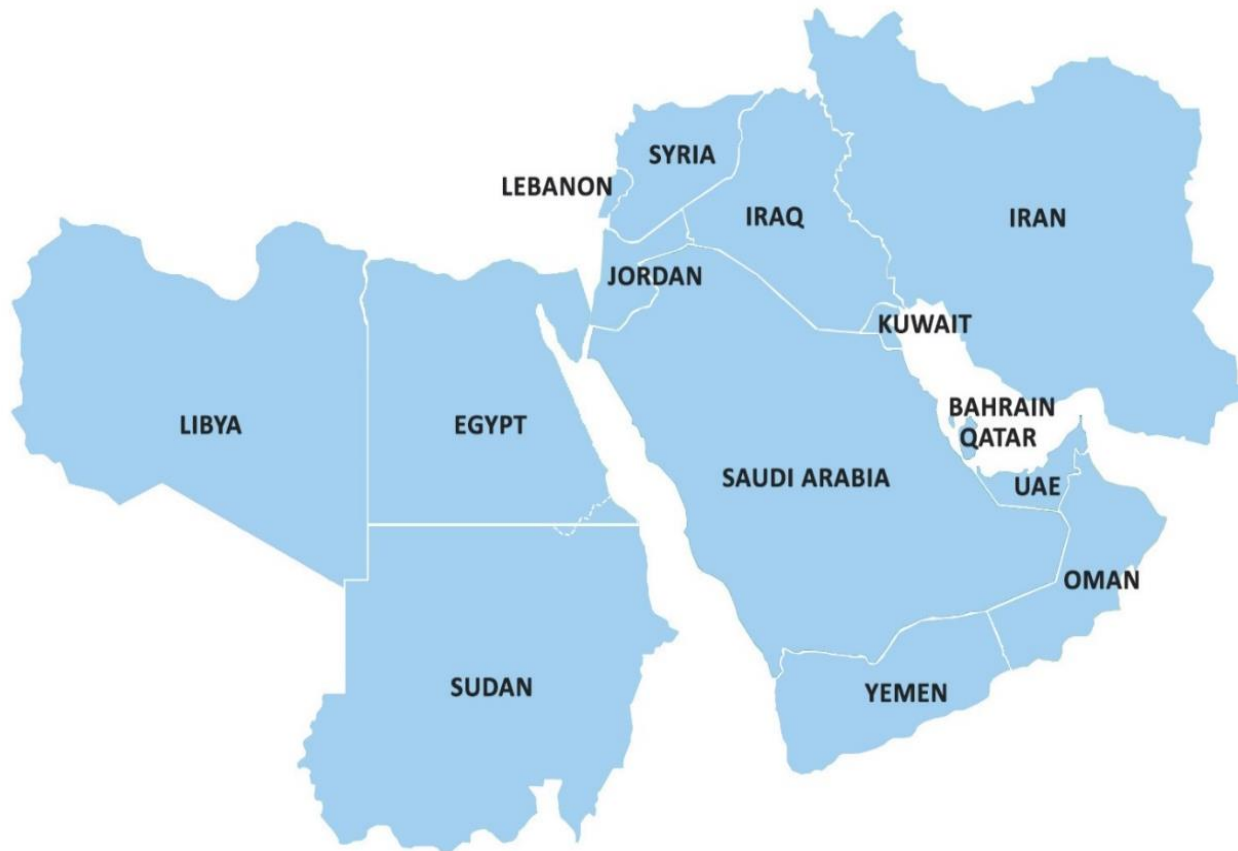 SYRIA
LEBANON
IRAQ
IRAN
JORDAN
KUWAIT
BAHRAIN
QATAR
LIBYA
EGYPT
SAUDI ARABIA
UAE
OMAN
SUDAN
YEMEN